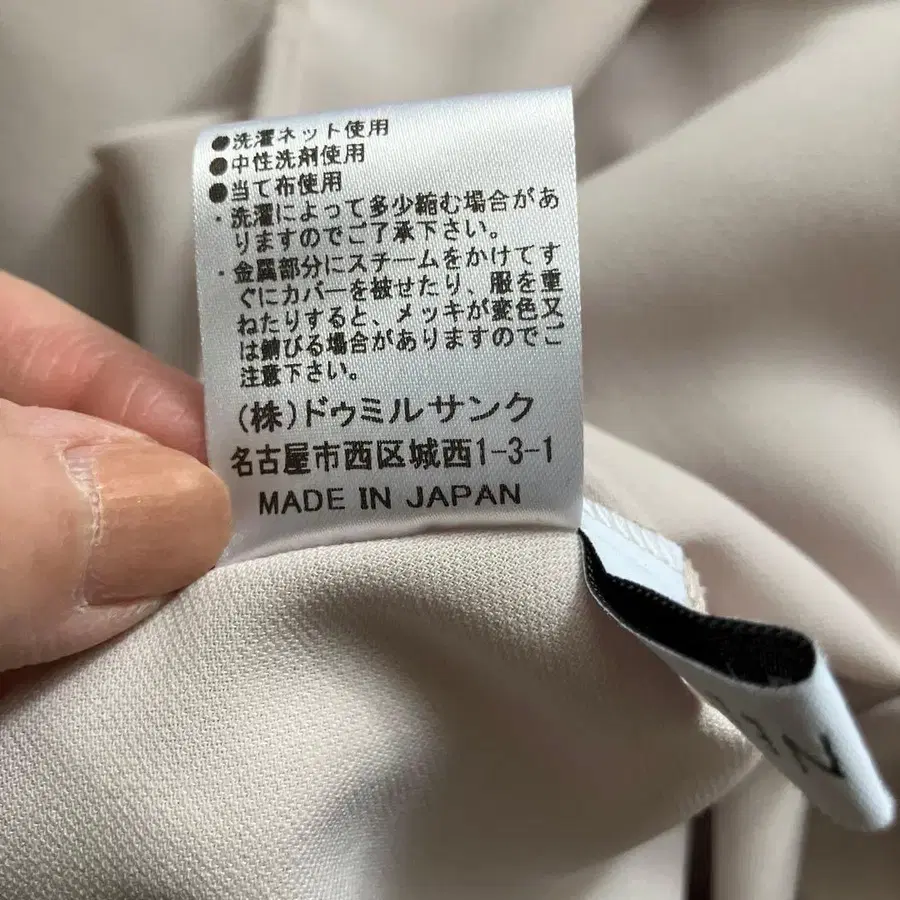 ●洗濯ネット使用
●中性洗剤使用
●当て布使用
・洗濯によって多少縮む場合があ
りますのでご了承下さい。
・金属部分にスチームをかけてす
ぐにカバーを被せたり、服を重
ねたりすると、メッキが変色又
は錆びる場合がありますのでご
注意下さい。
(株)ドゥミルサンク
名古屋市西区城西1-3-1
MADE IN JAPAN